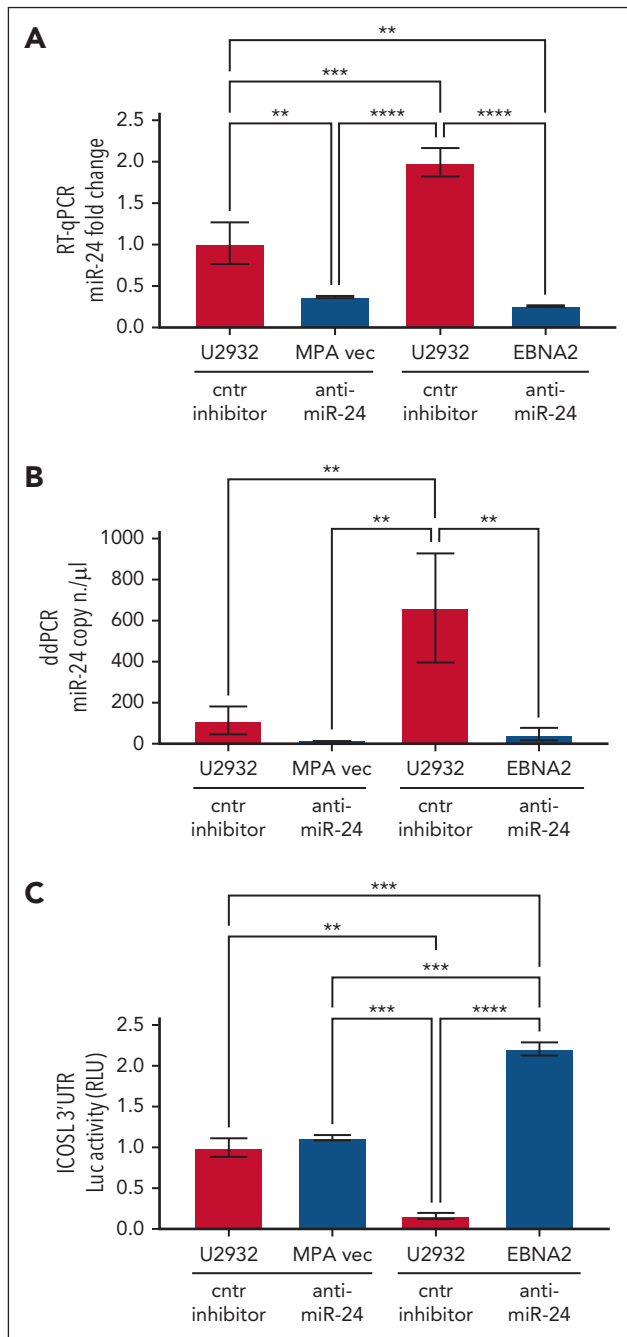 A
**
***
**
****
****
RT-qPCR
miR-24 fold change
2.5
2.0
1.5
1.0
0.5
0.0
U2932
MPA vec
U2932
EBNA2
cntr
inhibitor
anti-
miR-24
cntr
inhibitor
anti-
miR-24
B
**
**
**
ddPCR
miR-24 copy n./µl
1000
800
600
400
200
0
U2932
MPA vec
U2932
EBNA2
cntr
inhibitor
anti-
miR-24
cntr
inhibitor
anti-
miR-24
C
***
**
***
***
****
ICOSL 3'UTR
Luc activity (RLU)
2.5
2.0
1.5
1.0
0.5
0.0
U2932
MPA vec
U2932
EBNA2
cntr
inhibitor
anti-
miR-24
cntr
inhibitor
anti-
miR-24